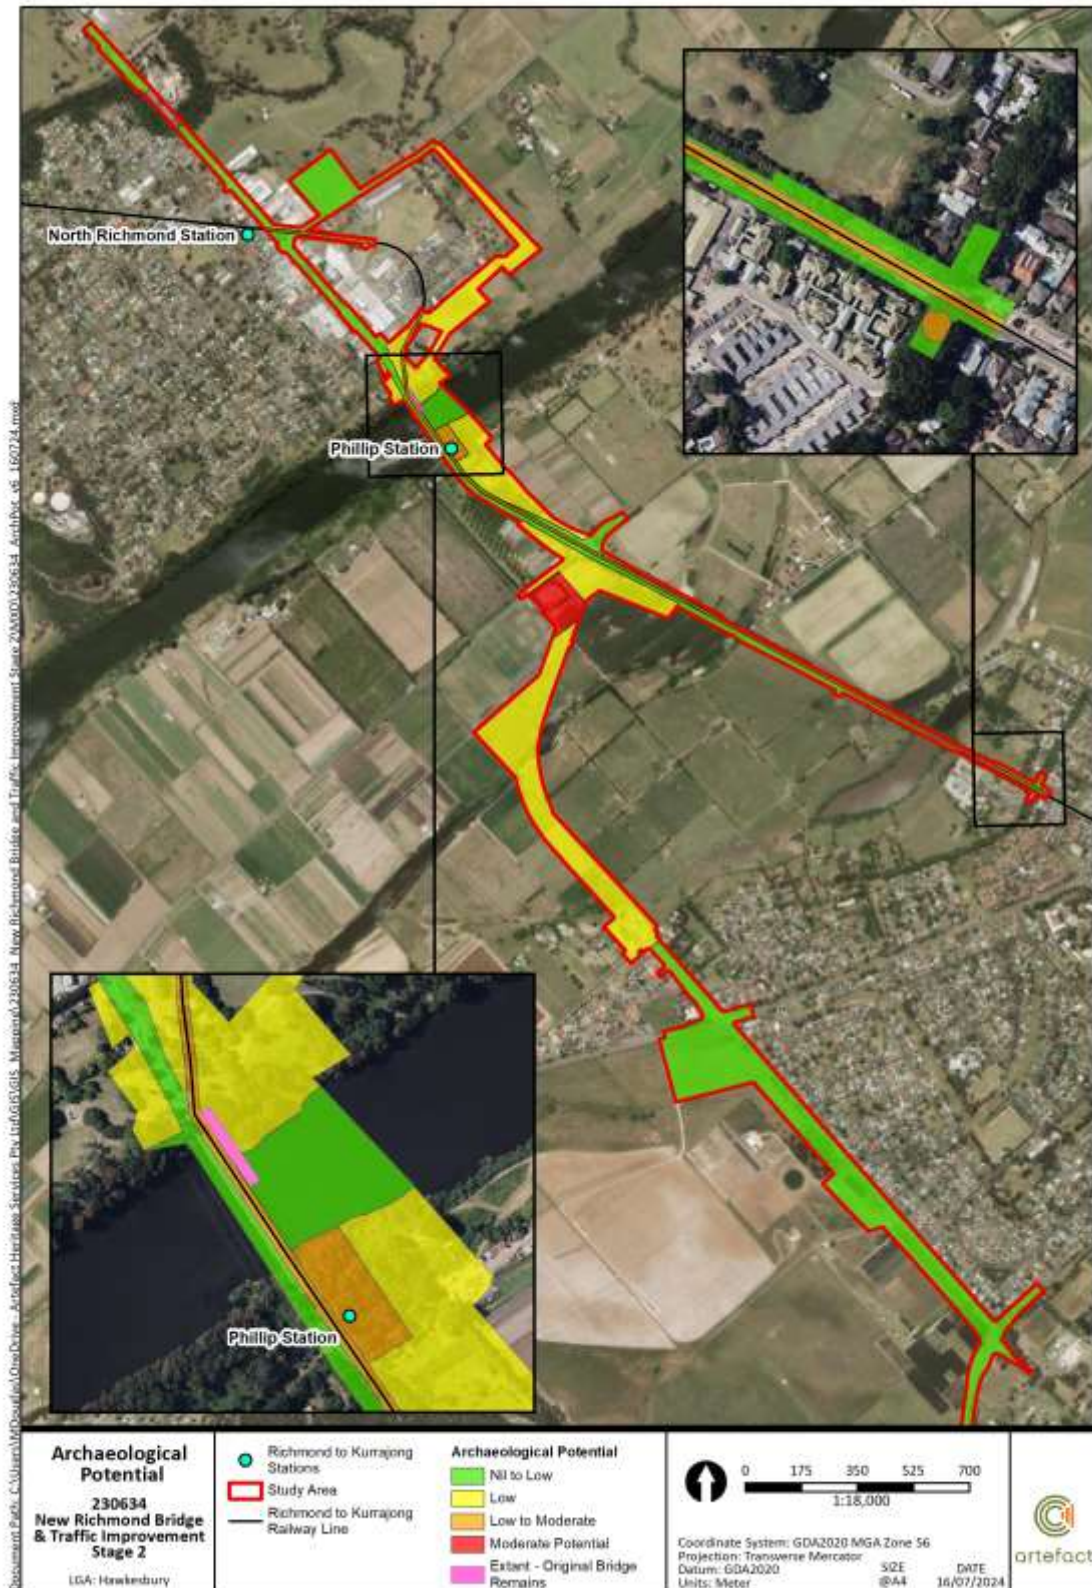 North Richmond Station
Phillip Station
Phillip Station
Archaeological
Potential
230634
New Richmond Bridge
& Traffic Improvement
Stage 2
LGA: Hawkesbury
Richmond to Kurrajong
Stations
Study Area
Richmond to Kurrajong
Railway Line
Archaeological Potential
Nil to Low
Low
Low to Moderate
Moderate Potential
Extant - Original Bridge
Remains
0 175 350 525 700
1:18,000
Coordinate System: GDA2020 MGA Zone 56
Projection: Transverse Mercator
Datum: GDA2020
Units: Meter
SIZE
@A4
DATE
16/07/2024
artefact